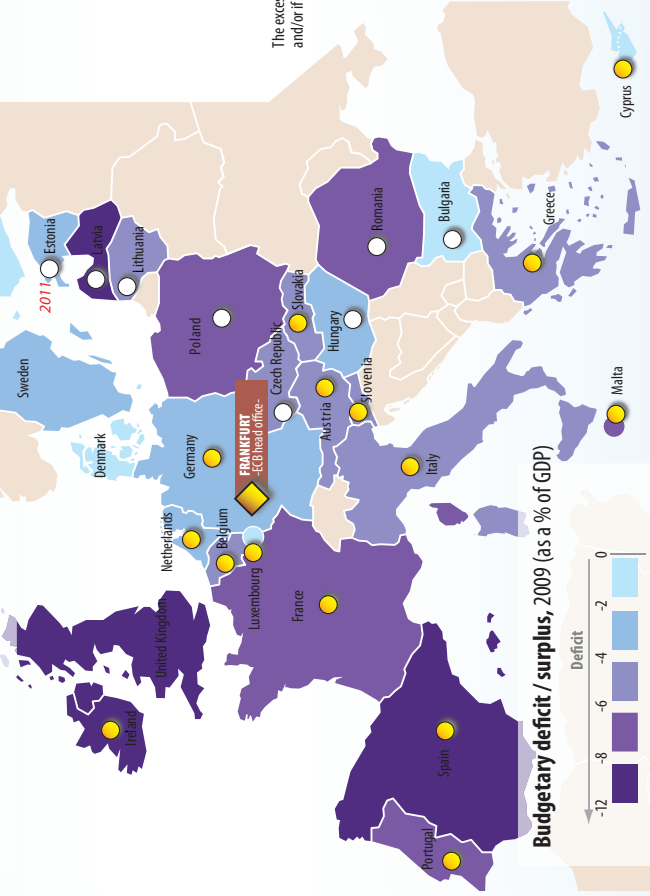 The exces
and/or if
Sweden
2011
Estonia
Latvia
Lithuania
Denmark
United Kingdom
Ireland
Netherlands
Germany
Poland
Belgium
FRANKFURT
-ECB head office-
Czech Republic
Slovakia
Luxembourg
France
Austria
Hungary
Romania
Slovenia
Bulgaria
Italy
Portugal
Spain
Greece
Malta
Cyprus
Budgetary deficit / surplus, 2009 (as a % of GDP)
Deficit
-12
-8
-6
-4
-2
0